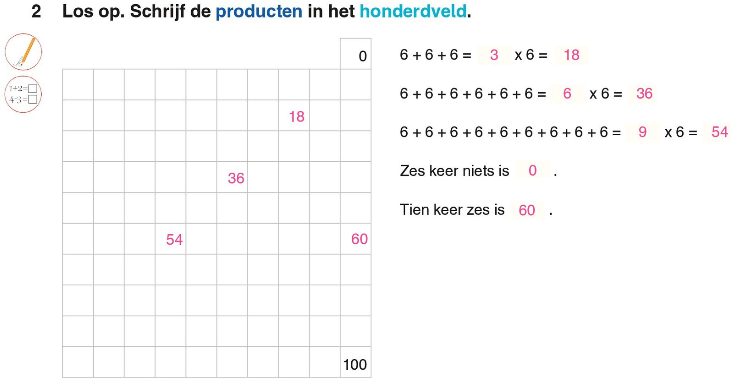 2 Los op. Schrijf de producten in het honderdveld.
0
6 + 6 + 6 = 3 x 6 = 18
18
6 + 6 + 6 + 6 + 6 + 6 = 6 x 6 = 36
6 + 6 + 6 + 6 + 6 + 6 + 6 + 6 + 6 = 9 x 6 = 54
36
Zes keer niets is 0 .
Tien keer zes is 60 .
54 60
100